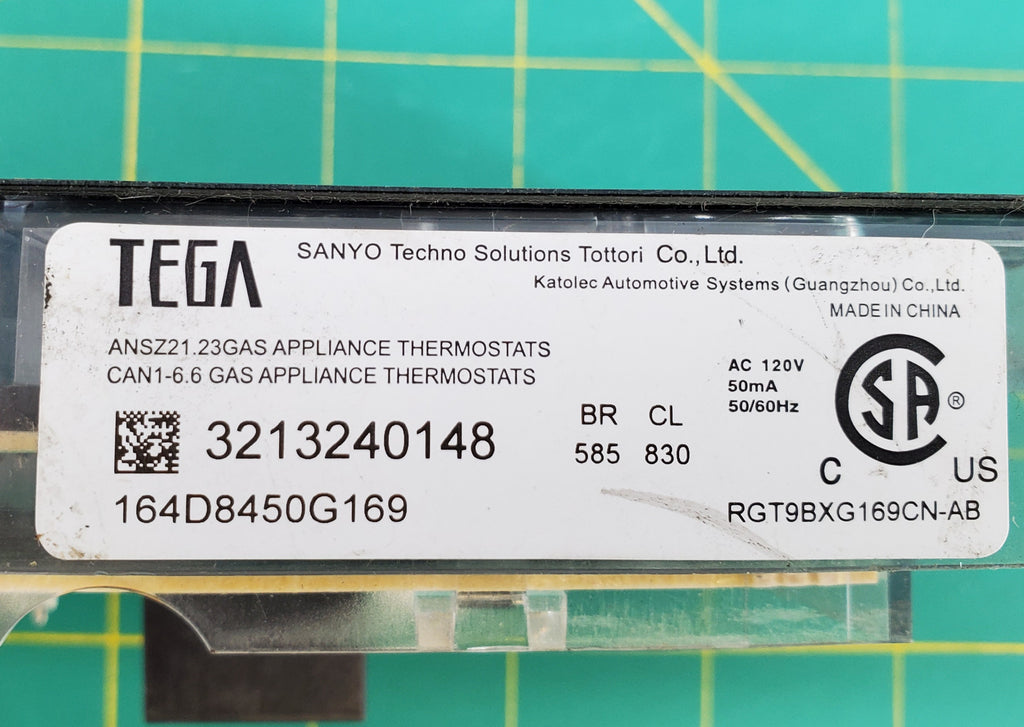 TEGA
SANYO Techno Solutions Tottori Co.,Ltd.
Katolec Automotive Systems (Guangzhou) Co.,Ltd.
MADE IN CHINA
ANSZ21.23GAS APPLIANCE THERMOSTATS
CAN1-6.6 GAS APPLIANCE THERMOSTATS
AC 120V
50mA
50/60Hz
SA ®
C US
BR CL
585 830
3213240148
164D8450G169
RGT9BXG169CN-AB